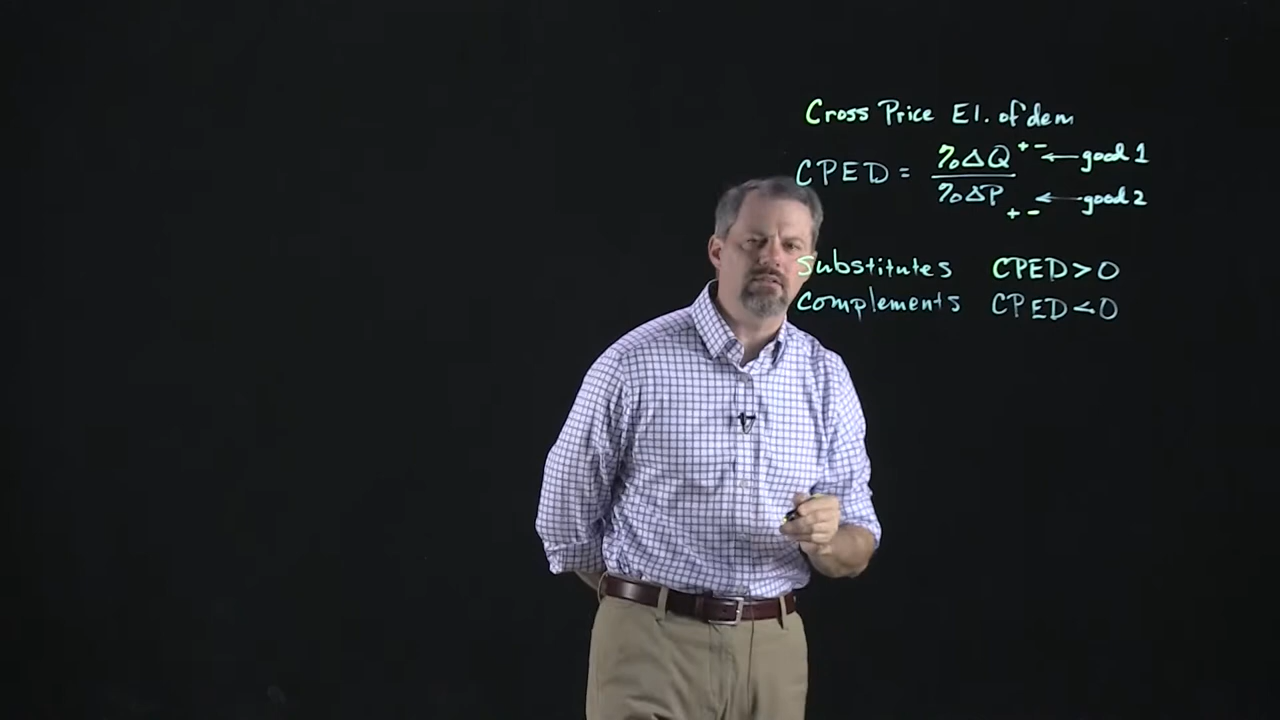 Cross Price El. of dem
CPED = %ΔQ + - ← good 1
%ΔP + - ← good 2
Substitutes CPED > 0
Complements CPED < 0